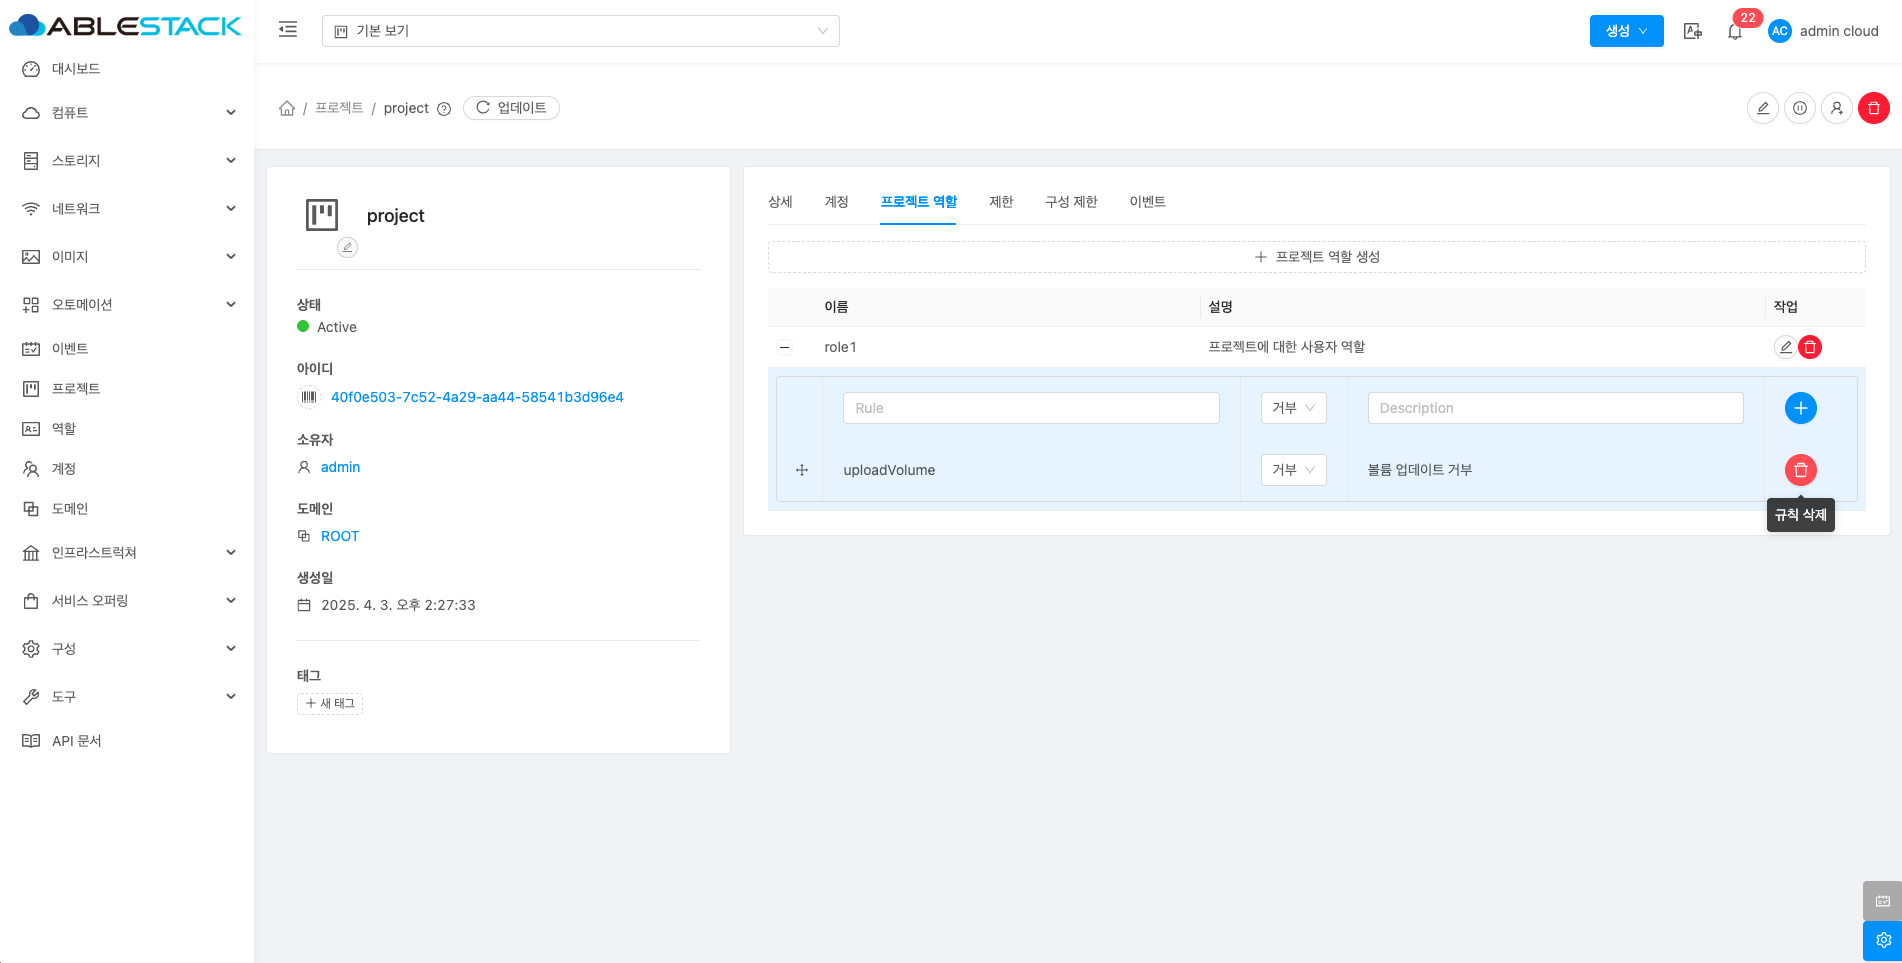 ABLESTACK
기본 보기
생성
22
AC
admin cloud
대시보드
컴퓨트
스토리지
네트워크
이미지
오토메이션
이벤트
프로젝트
역할
계정
도메인
인프라스트럭쳐
서비스 오퍼링
구성
도구
API 문서
/ 프로젝트 / project
업데이트
project
상태
Active
아이디
40f0e503-7c52-4a29-aa44-58541b3d96e4
소유자
admin
도메인
ROOT
생성일
2025. 4. 3. 오후 2:27:33
태그
새 태그
상세 계정 프로젝트 역할 제한 구성 제한 이벤트
프로젝트 역할 생성
이름 설명 작업
role1 프로젝트에 대한 사용자 역할
Rule 거부 Description
uploadVolume 거부 볼륨 업데이트 거부
규칙 삭제